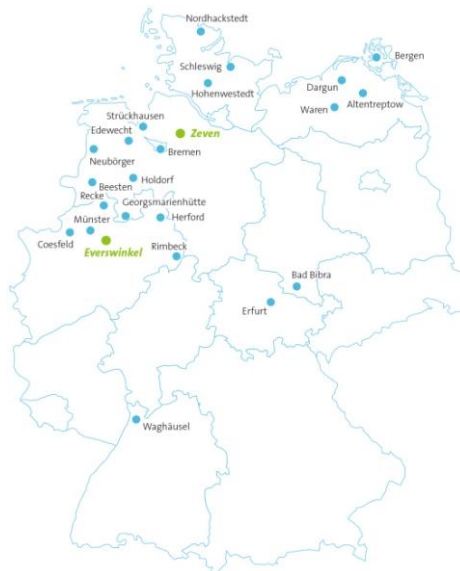 Nordhackstedt
Schleswig
Bergen
Hohenwestedt
Dargun
Waren
Altentreptow
Strückhausen
Edewecht
Zeven
Neubörger
Bremen
Holdorf
Beesten
Recke
Georgsmarienhütte
Münster
Herford
Coesfeld
Everswinkel
Rimbeck
Bad Bibra
Erfurt
Waghäusel